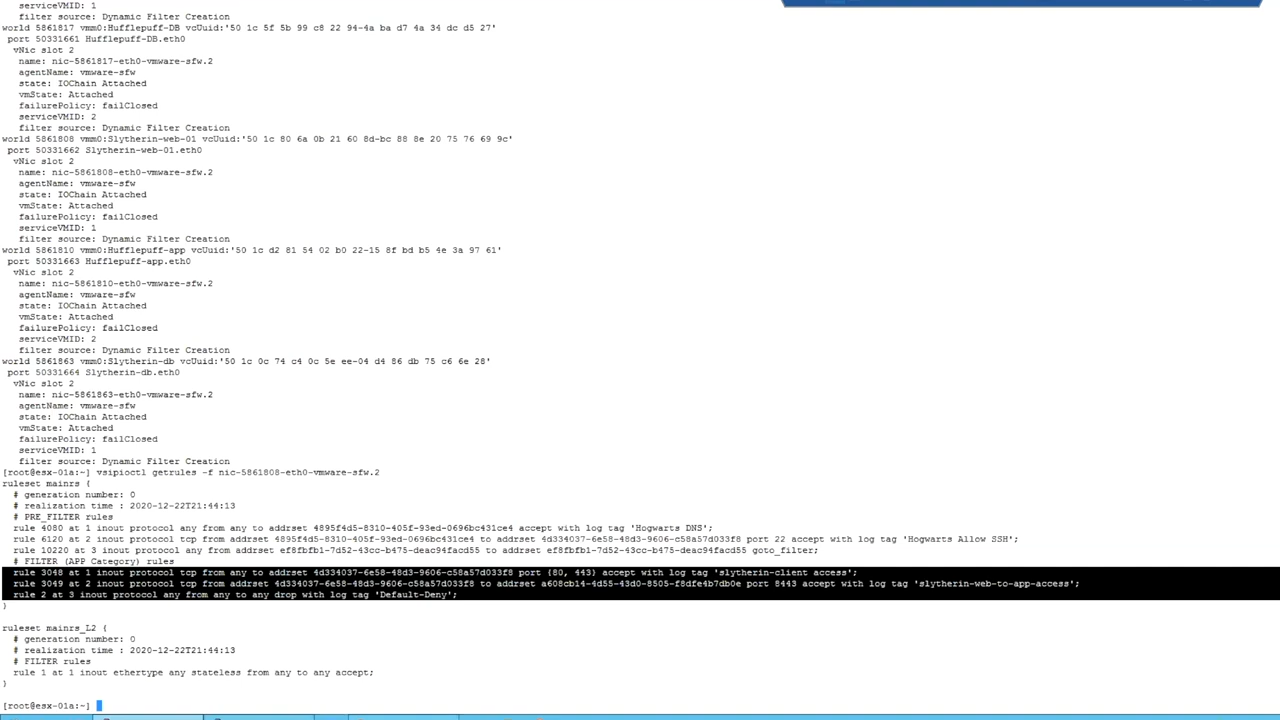 serviceVMID: 1
filter source: Dynamic Filter Creation
world 5861817 vmm0:Hufflepuff-DB vcUuid:'50 1c 5f 5b 99 c8 22 94-4a ba d7 4a 34 dc d5 27'
port 50331661 Hufflepuff-DB.eth0
vNic slot 2
name: nic-5861817-eth0-vmware-sfw.2
agentName: vmware-sfw
state: IOChain Attached
vmState: Attached
failurePolicy: failClosed
serviceVMID: 2
filter source: Dynamic Filter Creation
world 5861808 vmm0:Slytherin-web-01 vcUuid:'50 1c 80 6a 0b 21 60 8d-bc 88 8e 20 75 76 69 9c'
port 50331662 Slytherin-web-01.eth0
vNic slot 2
name: nic-5861808-eth0-vmware-sfw.2
agentName: vmware-sfw
state: IOChain Attached
vmState: Attached
failurePolicy: failClosed
serviceVMID: 1
filter source: Dynamic Filter Creation
world 5861810 vmm0:Hufflepuff-app vcUuid:'50 1c d2 81 54 02 b0 22-15 8f bd b5 4e 3a 97 61'
port 50331663 Hufflepuff-app.eth0
vNic slot 2
name: nic-5861810-eth0-vmware-sfw.2
agentName: vmware-sfw
state: IOChain Attached
vmState: Attached
failurePolicy: failClosed
serviceVMID: 2
filter source: Dynamic Filter Creation
world 5861863 vmm0:Slytherin-db vcUuid:'50 1c 0c 74 c4 0c 5e ee-04 d4 86 db 75 c6 6e 28'
port 50331664 Slytherin-db.eth0
vNic slot 2
name: nic-5861863-eth0-vmware-sfw.2
agentName: vmware-sfw
state: IOChain Attached
vmState: Attached
failurePolicy: failClosed
serviceVMID: 1
filter source: Dynamic Filter Creation
[root@esx-01a:~] vsipioctl getrules -f nic-5861808-eth0-vmware-sfw.2
ruleset mainrs {
# generation number: 0
# realization time : 2020-12-22T21:44:13
# PRE_FILTER rules
rule 4080 at 1 inout protocol any from any to addrset 4895f4d5-8310-405f-93ed-0696bc431ce4 accept with log tag 'Hogwarts DNS';
rule 6120 at 2 inout protocol tcp from addrset 4895f4d5-8310-405f-93ed-0696bc431ce4 to addrset 4d334037-6e58-48d3-9606-c58a57d033f8 port 22 accept with log tag 'Hogwarts Allow SSH';
rule 10220 at 3 inout protocol any from addrset ef8fbfb1-7d52-43cc-b475-deac94facd55 to addrset ef8fbfb1-7d52-43cc-b475-deac94facd55 goto_filter;
# FILTER (APP Category) rules
rule 3048 at 1 inout protocol tcp from any to addrset 4d334037-6e58-48d3-9606-c58a57d033f8 port {80, 443} accept with log tag 'slytherin-client access';
rule 3049 at 2 inout protocol tcp from addrset 4d334037-6e58-48d3-9606-c58a57d033f8 to addrset a608cb14-4d55-43d0-8505-f8dfe4b7db0e port 8443 accept with log tag 'slytherin-web-to-app-access';
rule 2 at 3 inout protocol any from any to any drop with log tag 'Default-Deny';
}
ruleset mainrs_L2 {
# generation number: 0
# realization time : 2020-12-22T21:44:13
# FILTER rules
rule 1 at 1 inout ethertype any stateless from any to any accept;
}
[root@esx-01a:~]